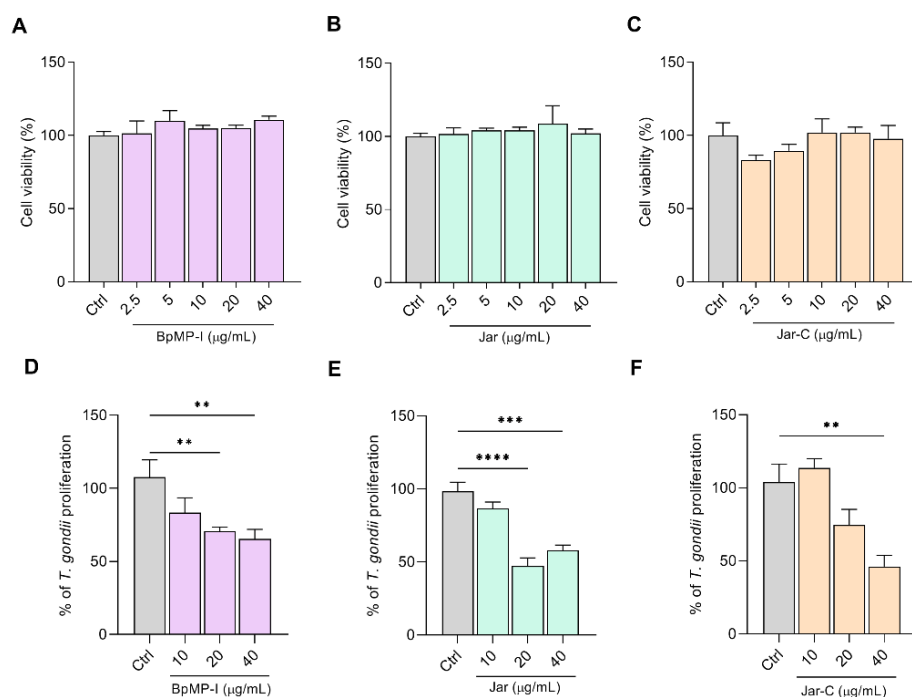 A
Cell viability (%)
150
100
50
0
Ctrl
2.5
5
10
20
40
BpMP-I (μg/mL)
B
Cell viability (%)
150
100
50
0
Ctrl
2.5
5
10
20
40
Jar (μg/mL)
C
Cell viability (%)
150
100
50
0
Ctrl
2.5
5
10
20
40
Jar-C (μg/mL)
D
% of T. gondii proliferation
150
100
50
0
**
**
Ctrl
10
20
40
BpMP-I (μg/mL)
E
% of T. gondii proliferation
150
100
50
0
***
****
Ctrl
10
20
40
Jar (μg/mL)
F
% of T. gondii proliferation
150
100
50
0
**
Ctrl
10
20
40
Jar-C (μg/mL)